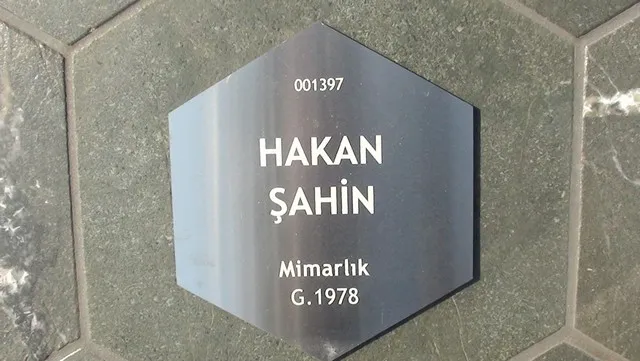 001397
HAKAN
ŞAHİN
Mimarlık
G.1978